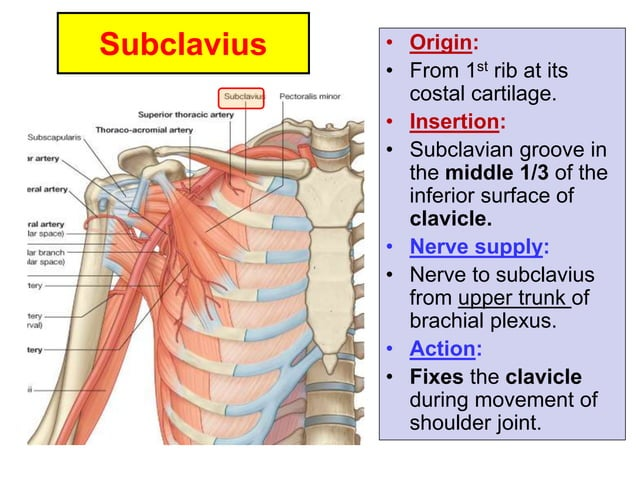 Subclavius
Subclavius
Pectoralis minor
Superior thoracic artery
Thoraco-acromial artery
Subscapularis
ar artery
eral artery
ral artery
lar space)
ular branch
ular space)
tery
tery
rval)
tery
ii
• Origin:
• From 1st rib at its
costal cartilage.
• Insertion:
• Subclavian groove in
the middle 1/3 of the
inferior surface of
clavicle.
• Nerve supply:
• Nerve to subclavius
from upper trunk of
brachial plexus.
• Action:
• Fixes the clavicle
during movement of
shoulder joint.